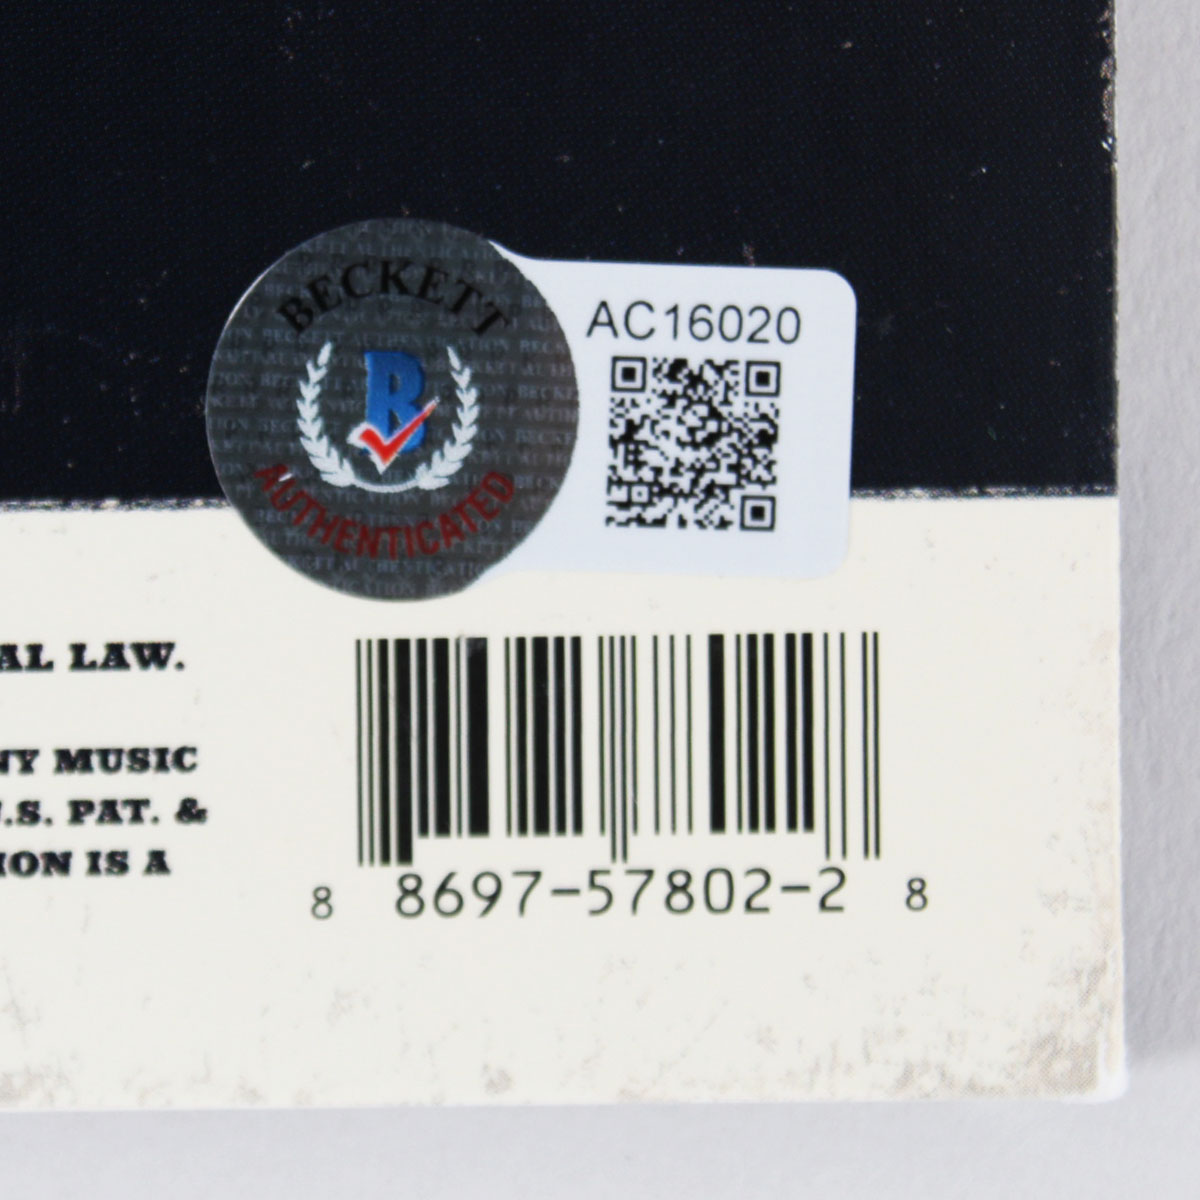 BECKETT
B
AUTHENTICATED
AC16020
AL LAW.
NY MUSIC
.S. PAT. &
ION IS A
8 8697-57802-2 8